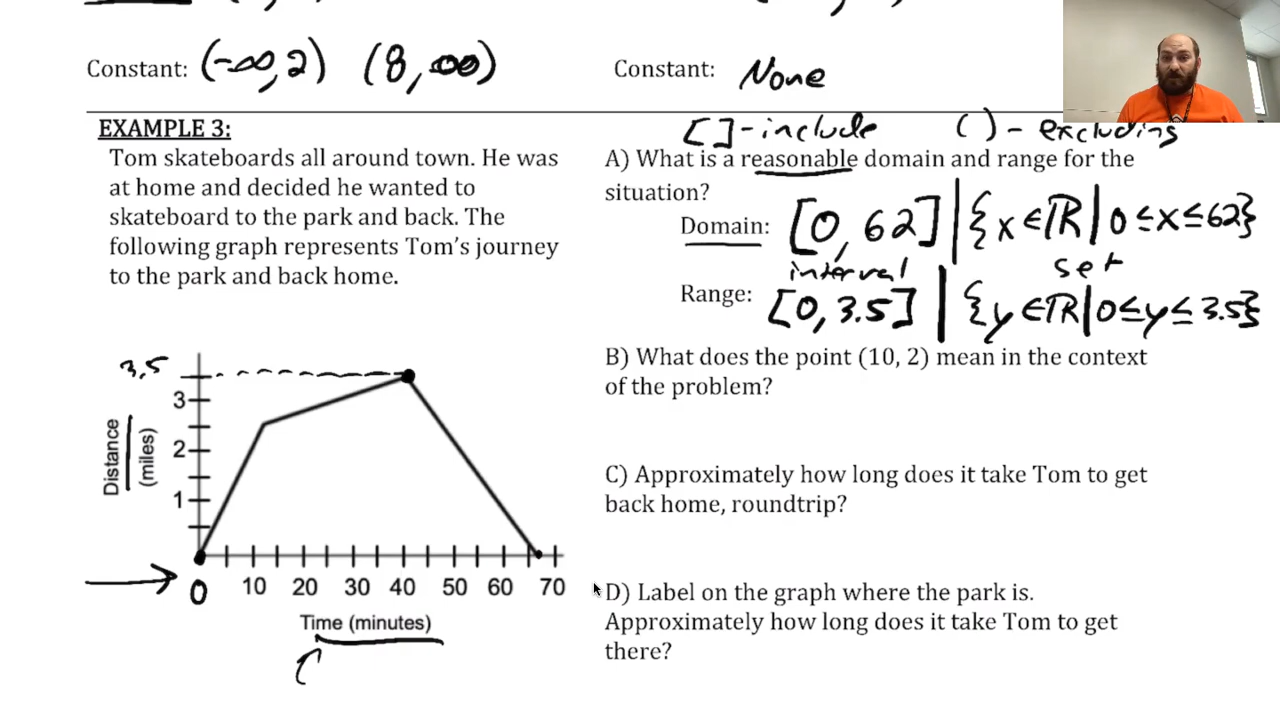 Constant: (-∞, 2) (8, ∞)
Constant: None
EXAMPLE 3:
Tom skateboards all around town. He was
at home and decided he wanted to
skateboard to the park and back. The
following graph represents Tom's journey
to the park and back home.
3.5
3
2
1
Distance
(miles)
0 10 20 30 40 50 60 70
Time (minutes)
[ ] - include ( ) - excluding
A) What is a reasonable domain and range for the
situation?
Domain: [0, 62] | {x ∈ ℝ | 0 ≤ x ≤ 62}
interval set
Range: [0, 3.5] | {y ∈ ℝ | 0 ≤ y ≤ 3.5}
B) What does the point (10, 2) mean in the context
of the problem?
C) Approximately how long does it take Tom to get
back home, roundtrip?
D) Label on the graph where the park is.
Approximately how long does it take Tom to get
there?